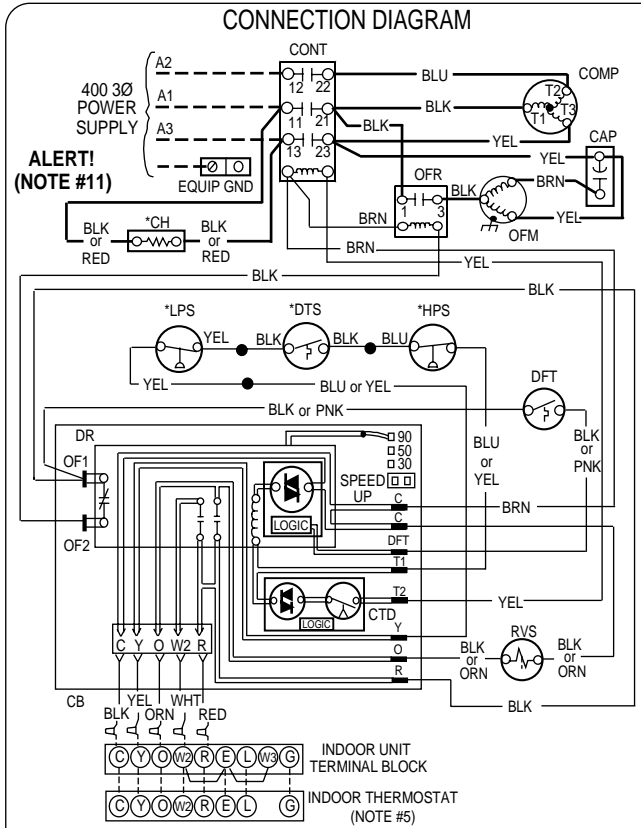 CONNECTION DIAGRAM
CONT
A2
12 22
BLU
COMP
T2
T1 T3
400 3Ø
POWER
SUPPLY
A1
11 21
BLK
BLK
A3
13 23
YEL
YEL
CAP
ALERT!
(NOTE #11)
EQUIP GND
OFR
BLK
BRN
1 3
BLK
or
RED
*CH
BLK
or
RED
BRN
YEL
OFM
BRN
BLK
YEL
BLK
*LPS
YEL
BLK
*DTS
BLK
BLU
*HPS
YEL
BLU or YEL
DFT
BLK or PNK
BLU
or
YEL
BLK
or
PNK
DR
90
50
30
OF1
SPEED
UP
C
BRN
C
LOGIC
DFT
OF2
T1
T2
YEL
CTD
LOGIC
RVS
Y
C Y O W2 R
O
BLK
or
ORN
BLK
or
ORN
R
CB
BLK
BLK YEL ORN WHT RED
C Y O W2 R E L W3 G
INDOOR UNIT
TERMINAL BLOCK
C Y O W2 R E L G
INDOOR THERMOSTAT
(NOTE #5)